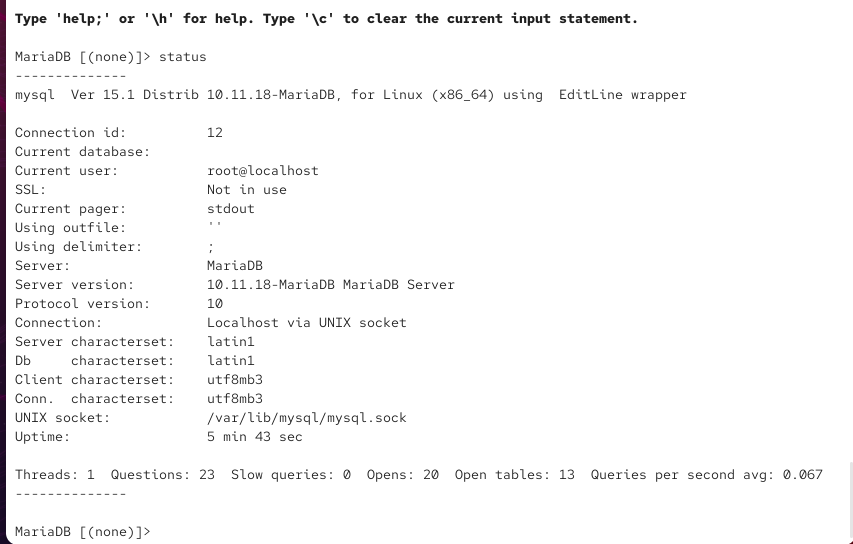 Type 'help;' or '\h' for help. Type '\c' to clear the current input statement.
MariaDB [(none)]> status
--------------
mysql  Ver 15.1 Distrib 10.11.18-MariaDB, for Linux (x86_64) using  EditLine wrapper
Connection id:          12
Current database:
Current user:           root@localhost
SSL:                    Not in use
Current pager:          stdout
Using outfile:          ''
Using delimiter:        ;
Server:                 MariaDB
Server version:         10.11.18-MariaDB MariaDB Server
Protocol version:       10
Connection:             Localhost via UNIX socket
Server characterset:    latin1
Db     characterset:    latin1
Client characterset:    utf8mb3
Conn.  characterset:    utf8mb3
UNIX socket:            /var/lib/mysql/mysql.sock
Uptime:                 5 min 43 sec
Threads: 1  Questions: 23  Slow queries: 0  Opens: 20  Open tables: 13  Queries per second avg: 0.067
--------------
MariaDB [(none)]>